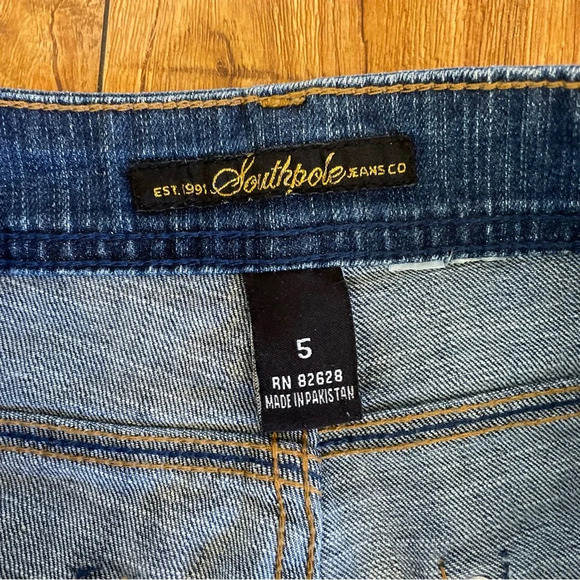 EST. 1991 Southpole JEANS CO
5
RN 82628
MADE IN PAKISTAN